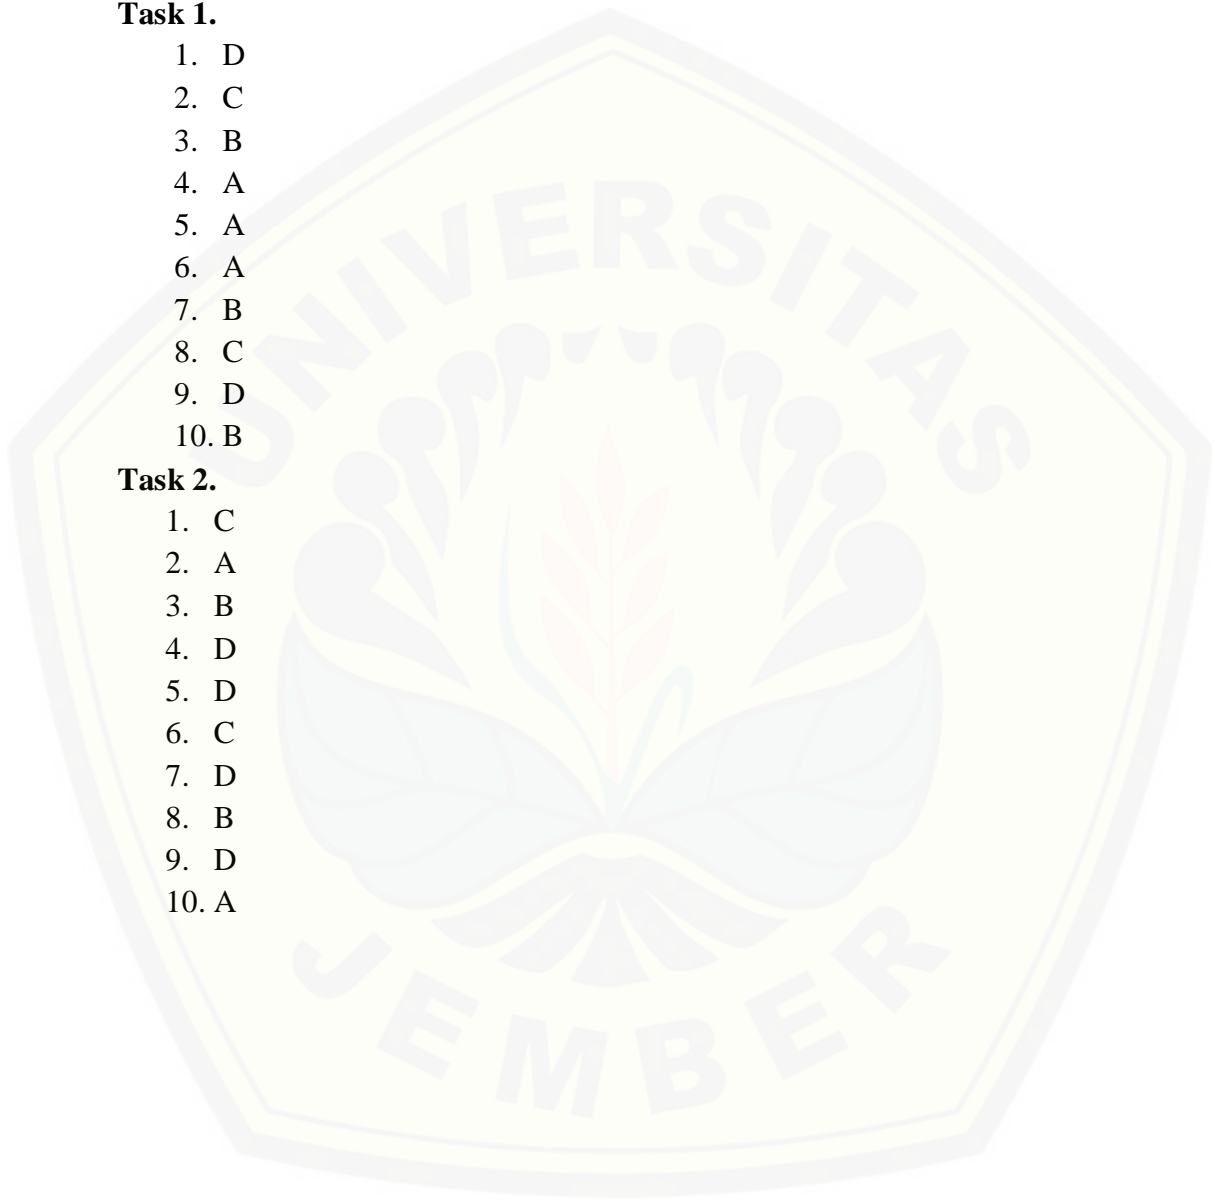 Task 1.
1. D
2. C
3. B
4. A
5. A
6. A
7. B
8. C
9. D
10. B
Task 2.
1. C
2. A
3. B
4. D
5. D
6. C
7. D
8. B
9. D
10. A
UNIVERSITAS
JEMBER